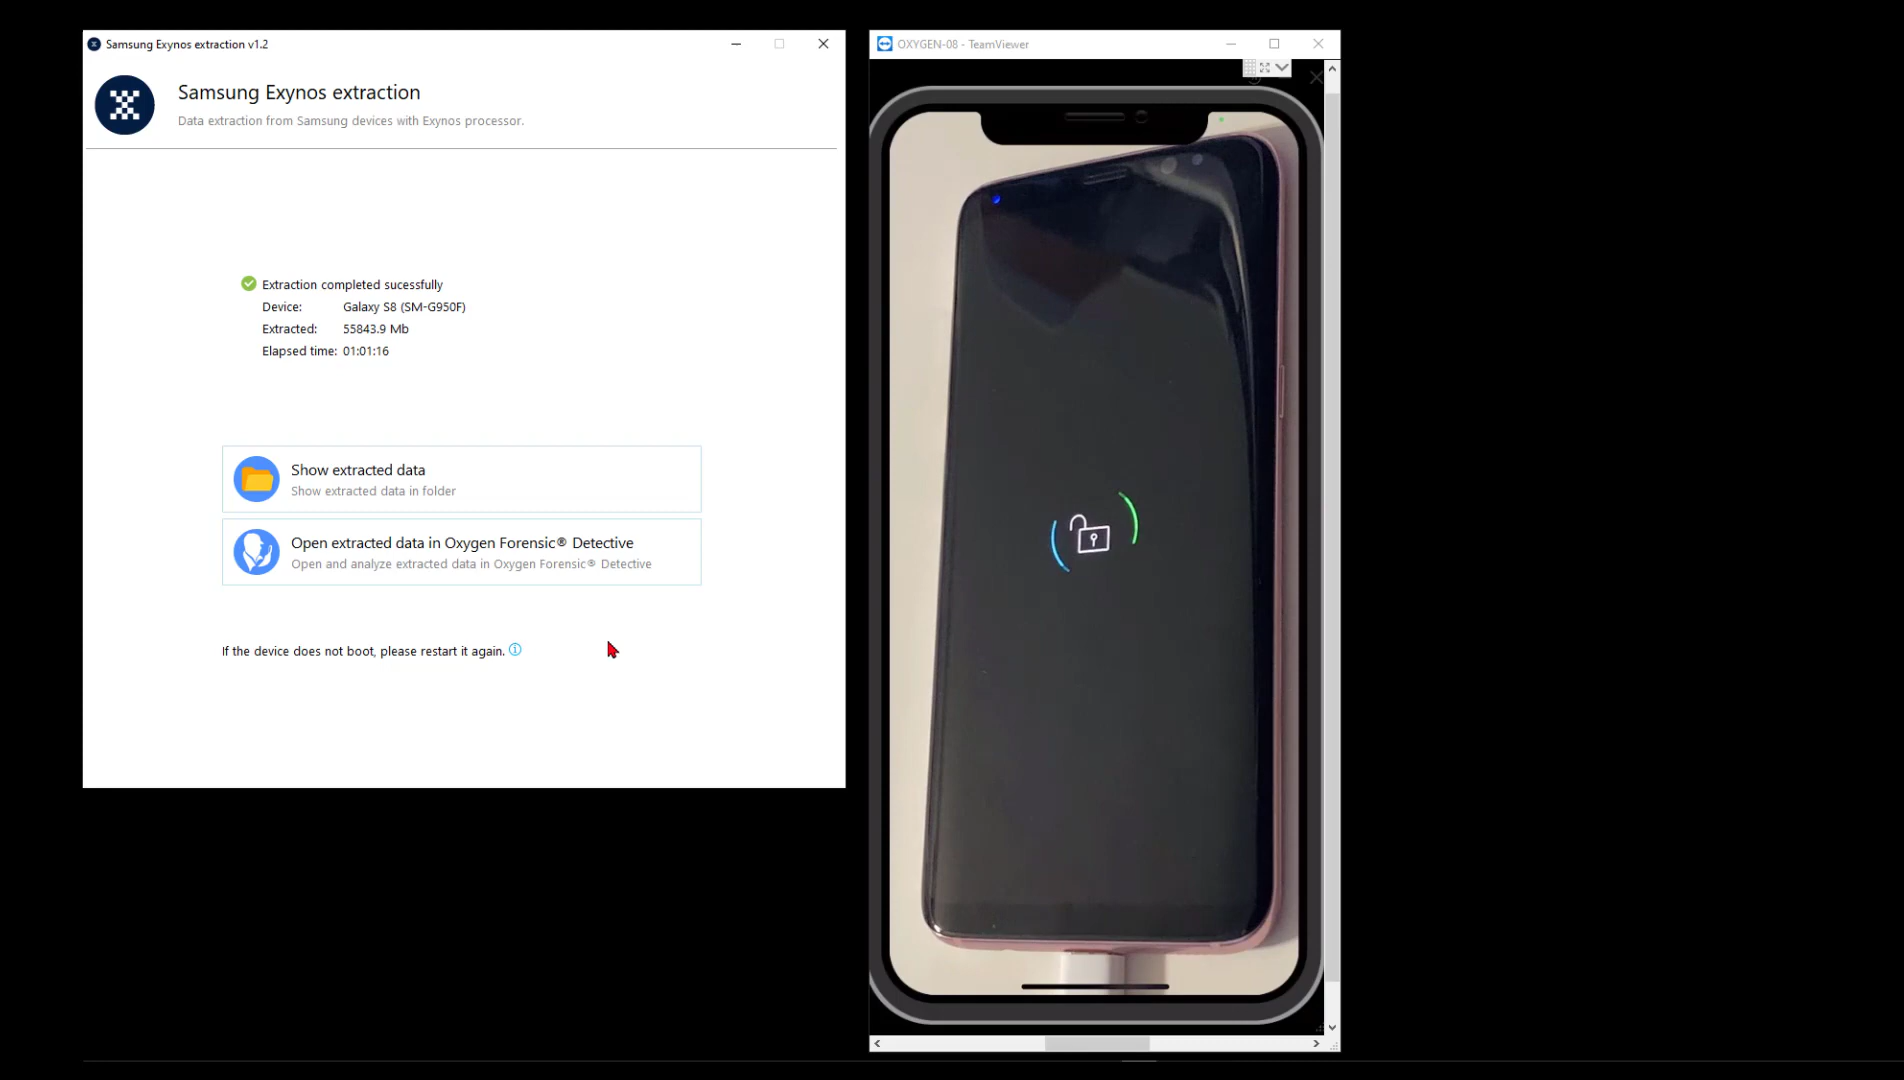 Samsung Exynos extraction v1.2
Samsung Exynos extraction
Data extraction from Samsung devices with Exynos processor.
Extraction completed sucessfully
Device: Galaxy S8 (SM-G950F)
Extracted: 55843.9 Mb
Elapsed time: 01:01:16
Show extracted data
Show extracted data in folder
Open extracted data in Oxygen Forensic® Detective
Open and analyze extracted data in Oxygen Forensic® Detective
If the device does not boot, please restart it again.
OXYGEN-08 - TeamViewer